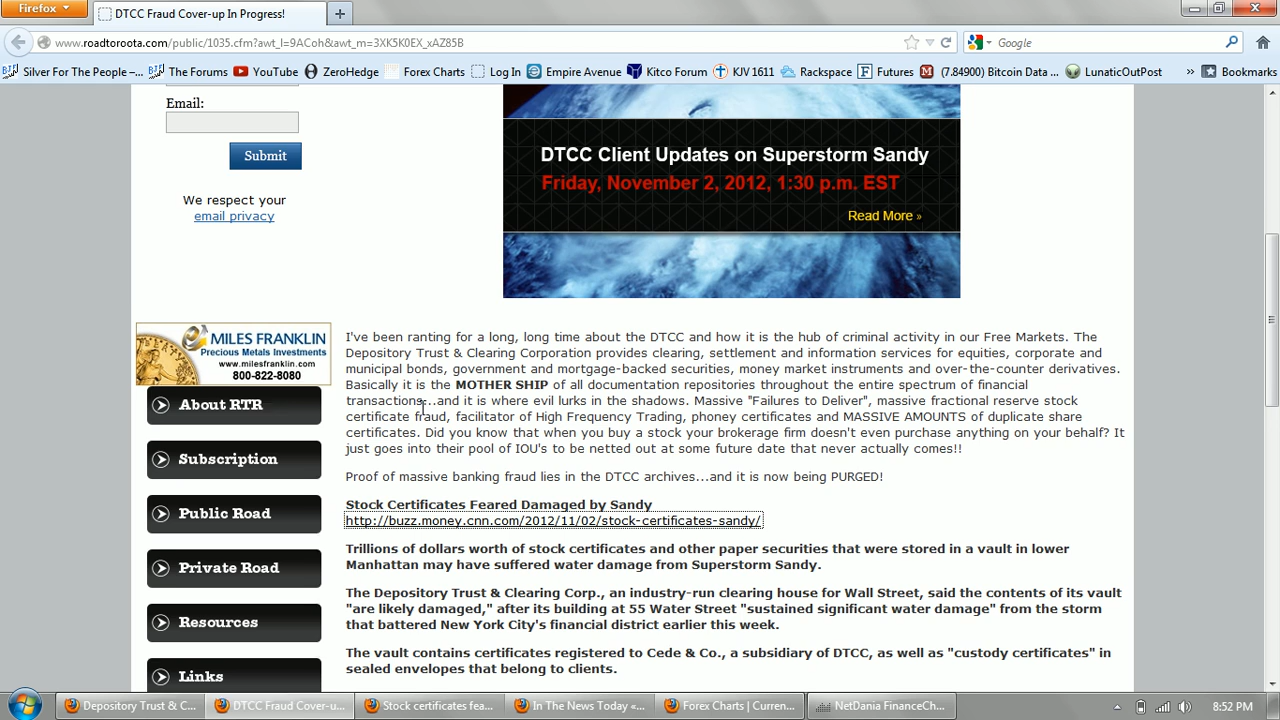 Firefox
DTCC Fraud Cover-up In Progress!
www.roadtoroota.com/public/1025.cfm?awt_l=9ACoh&awt_m=3XK5K0EX_xAZ85B
Google
Silver For The People –... The Forums YouTube ZeroHedge Forex Charts Log In Empire Avenue Kitco Forum KJV 1611 Rackspace Futures (7.84900) Bitcoin Data ... LunaticOutPost » Bookmarks
Email:
Submit
We respect your
email privacy
DTCC Client Updates on Superstorm Sandy
Friday, November 2, 2012, 1:30 p.m. EST
Read More »
MILES FRANKLIN
Precious Metals Investments
www.milesfranklin.com
800-822-8080
About RTR
Subscription
Public Road
Private Road
Resources
Links
I've been ranting for a long, long time about the DTCC and how it is the hub of criminal activity in our Free Markets. The
Depository Trust & Clearing Corporation provides clearing, settlement and information services for equities, corporate and
municipal bonds, government and mortgage-backed securities, money market instruments and over-the-counter derivatives.
Basically it is the MOTHER SHIP of all documentation repositories throughout the entire spectrum of financial
transactions...and it is where evil lurks in the shadows. Massive "Failures to Deliver", massive fractional reserve stock
certificate fraud, facilitator of High Frequency Trading, phoney certificates and MASSIVE AMOUNTS of duplicate share
certificates. Did you know that when you buy a stock your brokerage firm doesn't even purchase anything on your behalf? It
just goes into their pool of IOU's to be netted out at some future date that never actually comes!!
Proof of massive banking fraud lies in the DTCC archives...and it is now being PURGED!
Stock Certificates Feared Damaged by Sandy
http://buzz.money.cnn.com/2012/11/02/stock-certificates-sandy/
Trillions of dollars worth of stock certificates and other paper securities that were stored in a vault in lower
Manhattan may have suffered water damage from Superstorm Sandy.
The Depository Trust & Clearing Corp., an industry-run clearing house for Wall Street, said the contents of its vault
"are likely damaged," after its building at 55 Water Street "sustained significant water damage" from the storm
that battered New York City's financial district earlier this week.
The vault contains certificates registered to Cede & Co., a subsidiary of DTCC, as well as "custody certificates" in
sealed envelopes that belong to clients.
Depository Trust & C... DTCC Fraud Cover-u... Stock certificates fea... In The News Today «... Forex Charts | Curren... NetDania FinanceCh... 8:52 PM